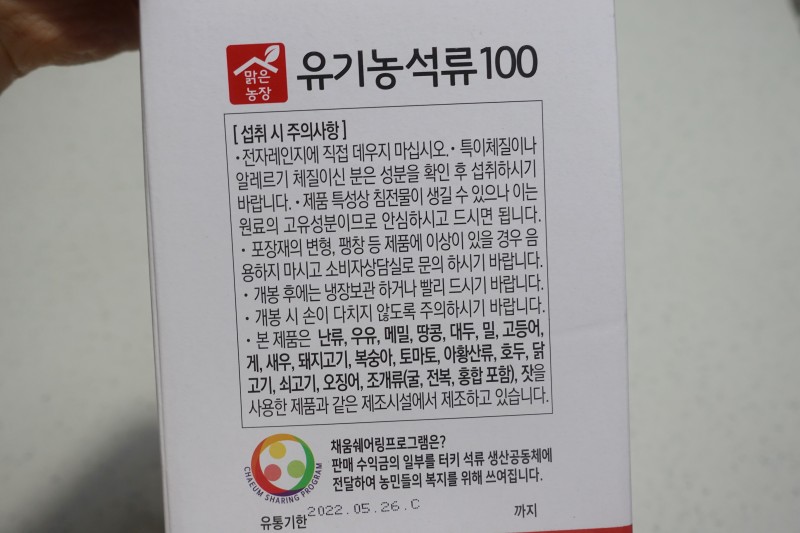 맑은
농장
유기농석류100
[ 섭취 시 주의사항 ]
• 전자레인지에 직접 데우지 마십시오. • 특이체질이나
알레르기 체질이신 분은 성분을 확인 후 섭취하시기
바랍니다. • 제품 특성상 침전물이 생길 수 있으나 이는
원료의 고유성분이므로 안심하시고 드시면 됩니다.
• 포장재의 변형, 팽창 등 제품에 이상이 있을 경우 음
용하지 마시고 소비자상담실로 문의 하시기 바랍니다.
• 개봉 후에는 냉장보관 하거나 빨리 드시기 바랍니다.
• 개봉 시 손이 다치지 않도록 주의하시기 바랍니다.
• 본 제품은 난류, 우유, 메밀, 땅콩, 대두, 밀, 고등어,
게, 새우, 돼지고기, 복숭아, 토마토, 아황산류, 호두, 닭
고기, 쇠고기, 오징어, 조개류(굴, 전복, 홍합 포함), 잣을
사용한 제품과 같은 제조시설에서 제조하고 있습니다.
CHAEUM SHARING PROGRAM
채움쉐어링프로그램은?
판매 수익금의 일부를 터키 석류 생산공동체에
전달하여 농민들의 복지를 위해 쓰여집니다.
유통기한 2022.05.26.C 까지